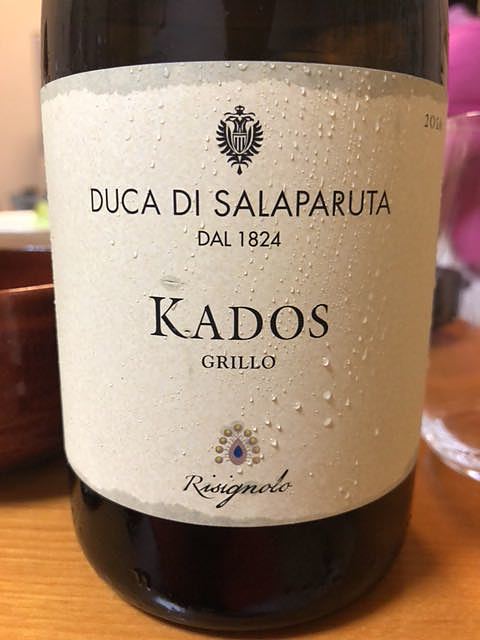 DUCA DI SALAPARUTA
DAL 1824
KADOS
GRILLO
Risignolo